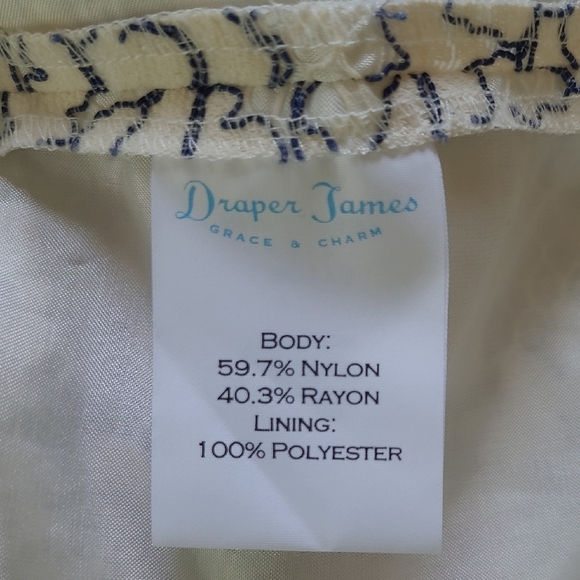 Draper James
GRACE & CHARM
BODY:
59.7% NYLON
40.3% RAYON
LINING:
100% POLYESTER